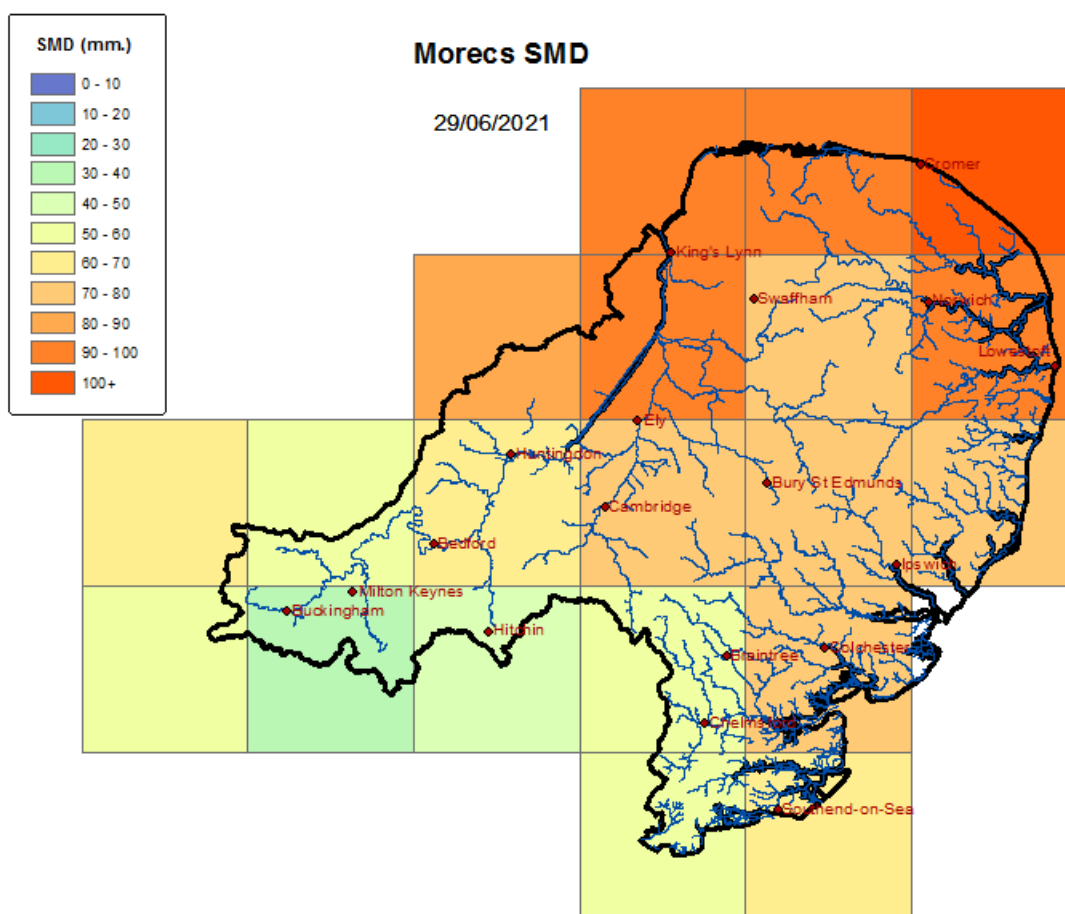 SMD (mm.)
0 - 10
10 - 20
20 - 30
30 - 40
40 - 50
50 - 60
60 - 70
70 - 80
80 - 90
90 - 100
100+
Morecs SMD
29/06/2021
Cromer
King's Lynn
Swaffham
Norwich
Lowestoft
Ely
Huntingdon
Bury St Edmunds
Cambridge
Bedford
Ipswich
Milton Keynes
Buckingham
Hitchin
Colchester
Braintree
Chelmsford
Southend-on-Sea